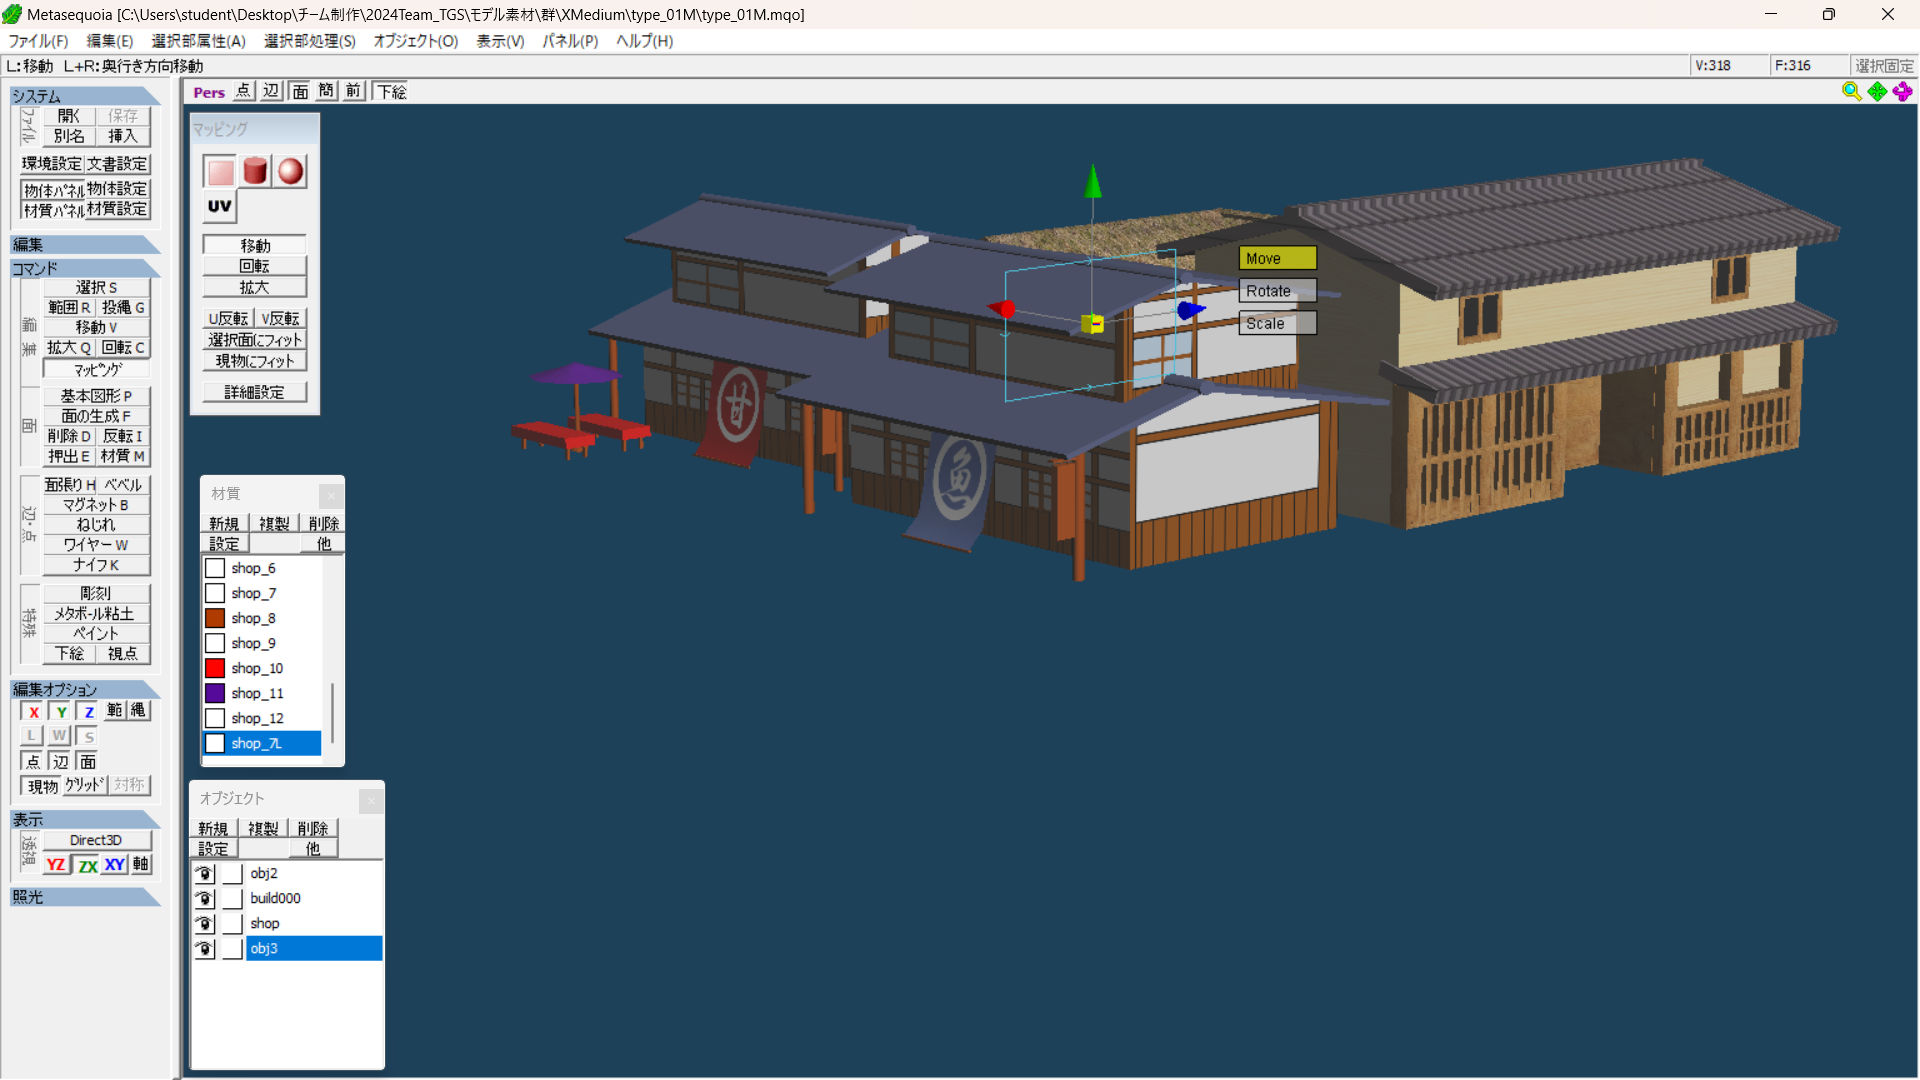 Metasequoia [C:\Users\student\Desktop\チーム制作\2024Team_TGS\モデル素材\群\XMedium\type_01M\type_01M.mqo]
ファイル(F) 編集(E) 選択部属性(A) 選択部処理(S) オブジェクト(O) 表示(V) パネル(P) ヘルプ(H)
L:移動 L+R:奥行き方向移動
V:318
F:316
選択固定
Pers 点 辺 面 簡 前 下絵
システム
ファイル
開く 保存
別名 挿入
環境設定 文書設定
物体パネル 物体設定
材質パネル 材質設定
編集
コマンド
編集
選択 S
範囲 R 投縄 G
移動 V
拡大 Q 回転 C
マッピング
面
基本図形 P
面の生成 F
削除 D 反転 I
押出 E 材質 M
辺・点
面張り H ベベル
マグネット B
ねじれ
ワイヤー W
ナイフ K
特殊
彫刻
メタボール粘土
ペイント
下絵 視点
編集オプション
X Y Z 範 縄
L W S
点 辺 面
現物 グリッド 対称
表示
透視
Direct3D
YZ ZX XY 軸
照光
マッピング
UV
移動
回転
拡大
U反転 V反転
選択面にフィット
現物にフィット
詳細設定
材質
新規 複製 削除
設定 他
shop_6
shop_7
shop_8
shop_9
shop_10
shop_11
shop_12
shop_7L
オブジェクト
新規 複製 削除
設定 他
obj2
build000
shop
obj3
Move
Rotate
Scale
甘
魚